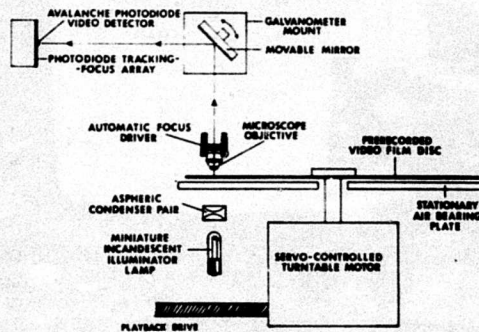 AVALANCHE PHOTODIODE
VIDEO DETECTOR
GALVANOMETER
MOUNT
MOVABLE MIRROR
PHOTODIODE TRACKING-
-FOCUS ARRAY
AUTOMATIC FOCUS
DRIVER
MICROSCOPE
OBJECTIVE
PRERECORDED
VIDEO FILM DISC
ASPHERIC
CONDENSER PAIR
STATIONARY
AIR BEARING
PLATE
MINIATURE
INCANDESCENT
ILLUMINATOR
LAMP
SERVO-CONTROLLED
TURNTABLE MOTOR
PLAYBACK DRIVE